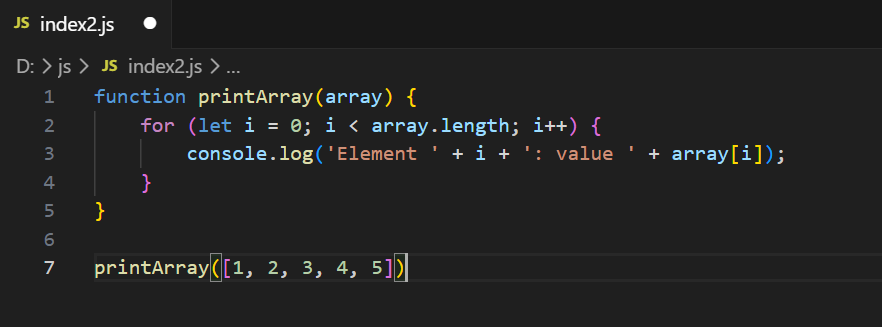 JS index2.js
D: > js > JS index2.js > ...
1 function printArray(array) {
2     for (let i = 0; i < array.length; i++) {
3         console.log('Element ' + i + ': value ' + array[i]);
4     }
5 }
6
7 printArray([1, 2, 3, 4, 5])